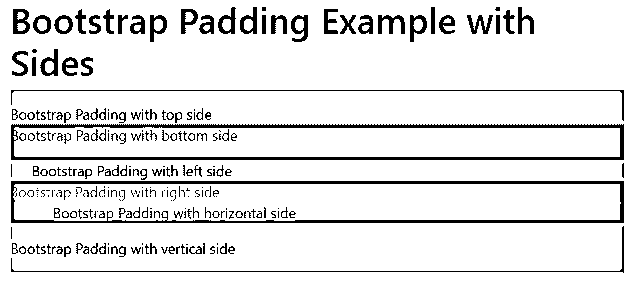 Bootstrap Padding Example with
Sides
Bootstrap Padding with top side
Bootstrap Padding with bottom side
Bootstrap Padding with left side
Bootstrap Padding with right side
Bootstrap Padding with horizontal side
Bootstrap Padding with vertical side